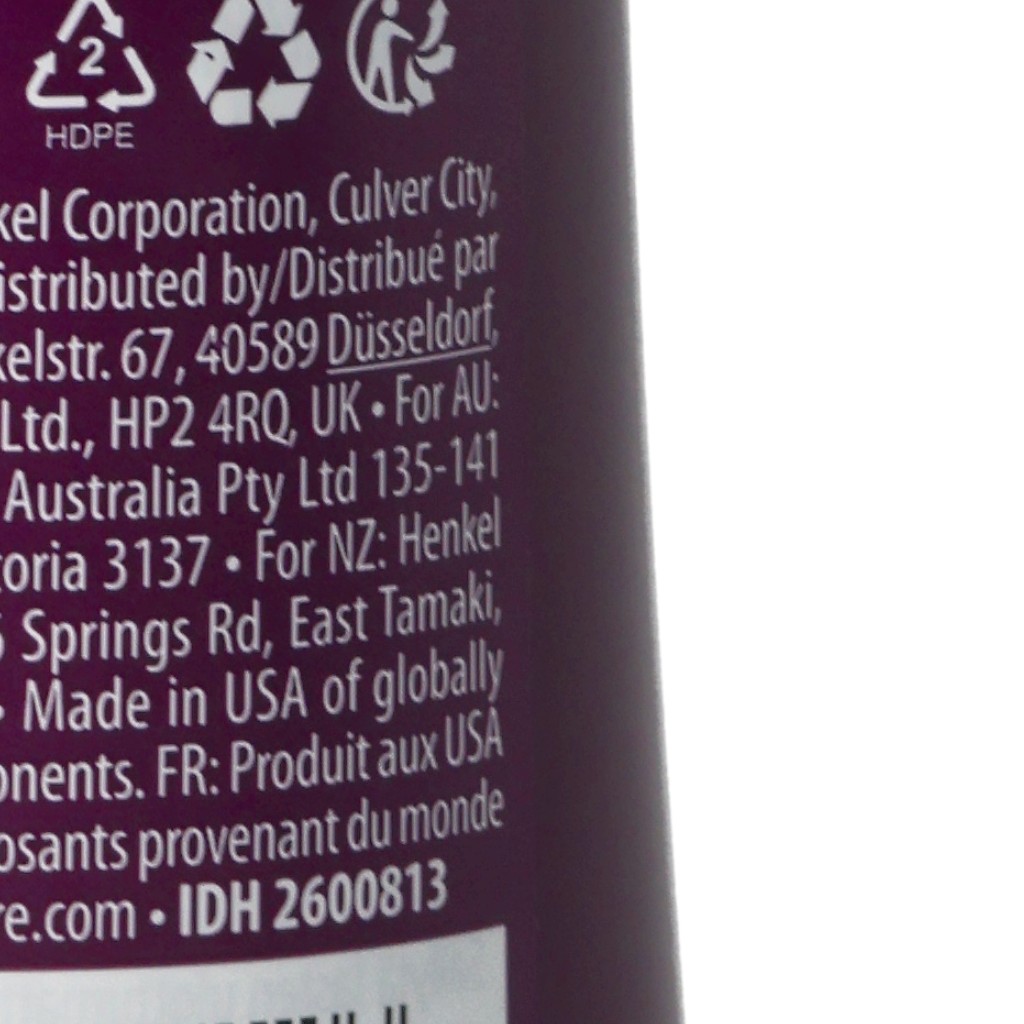 2
HDPE
kel Corporation, Culver City,
istributed by/Distribué par
kelstr. 67, 40589 Düsseldorf,
Ltd., HP2 4RQ, UK • For AU:
Australia Pty Ltd 135-141
toria 3137 • For NZ: Henkel
Springs Rd, East Tamaki,
• Made in USA of globally
onents. FR: Produit aux USA
osants provenant du monde
re.com • IDH 2600813